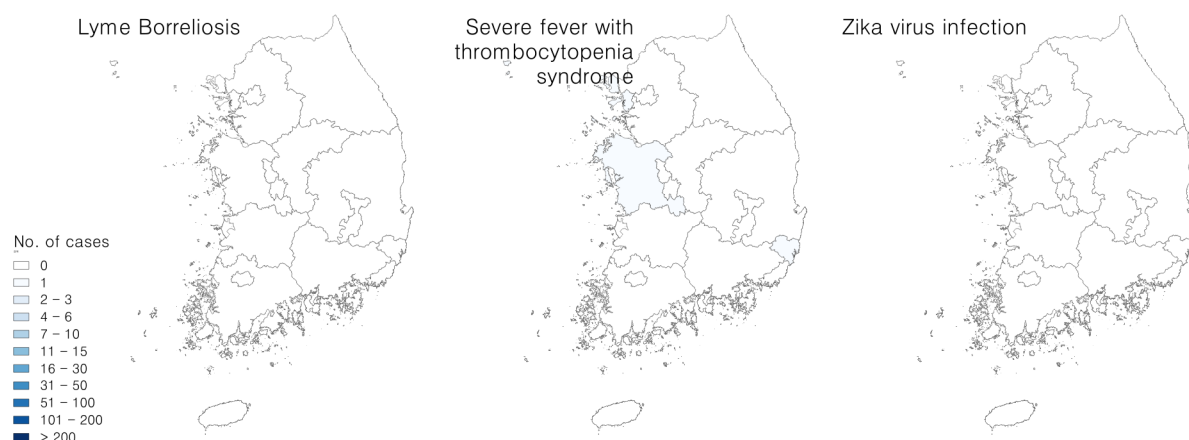 Lyme Borreliosis
Severe fever with
thrombocytopenia
syndrome
Zika virus infection
No. of cases
0
1
2 – 3
4 – 6
7 – 10
11 – 15
16 – 30
31 – 50
51 – 100
101 – 200
> 200